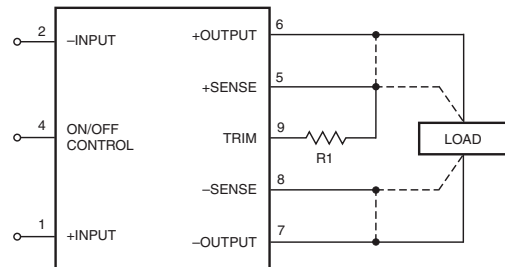 2 –INPUT +OUTPUT 6
+SENSE 5
4 ON/OFF
CONTROL
TRIM 9
R1
LOAD
–SENSE 8
1 +INPUT –OUTPUT 7